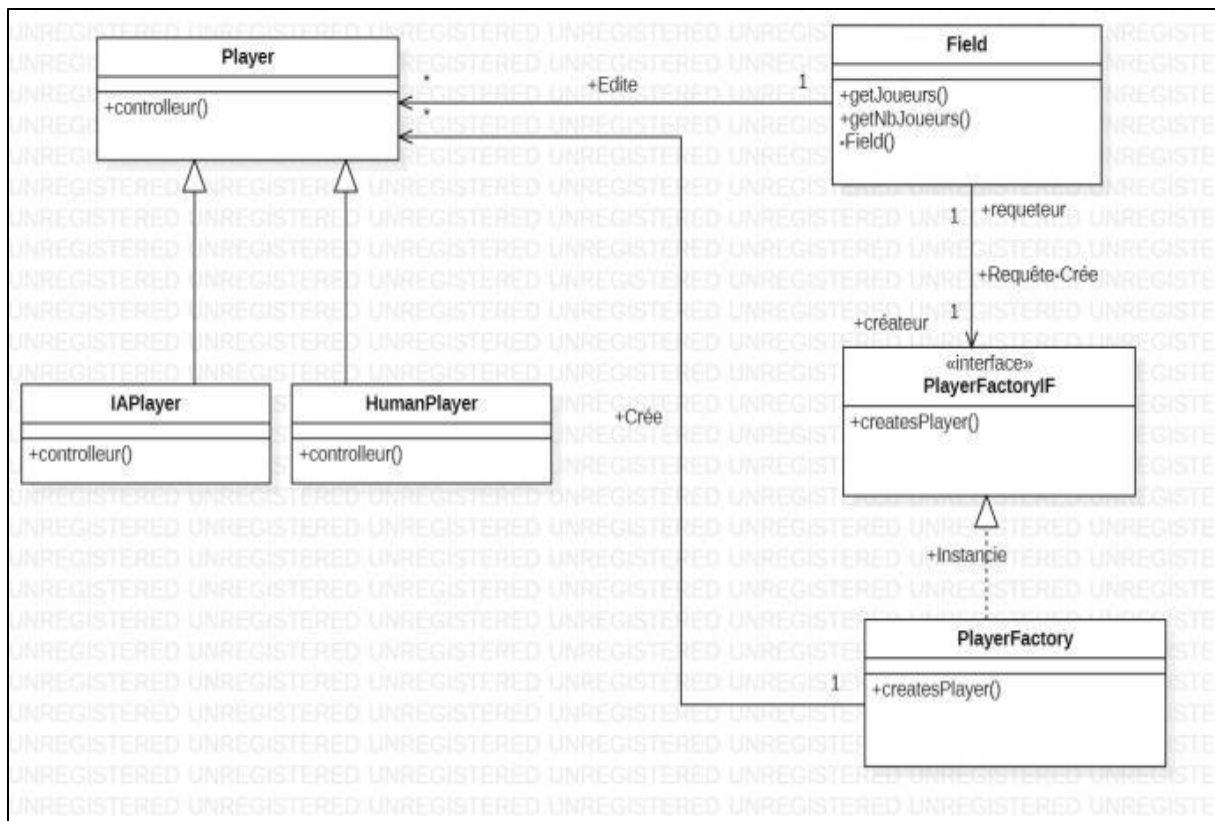 Player
+controlleur()
*
*
+Edite
1
Field
+getJoueurs()
+getNbJoueurs()
-Field()
1
+requeteur
+Requête-Crée
1
+créateur
«interface»
PlayerFactoryIF
+createsPlayer()
IAPlayer
+controlleur()
HumanPlayer
+controlleur()
+Crée
+Instancie
PlayerFactory
+createsPlayer()
1
UNREGISTERED